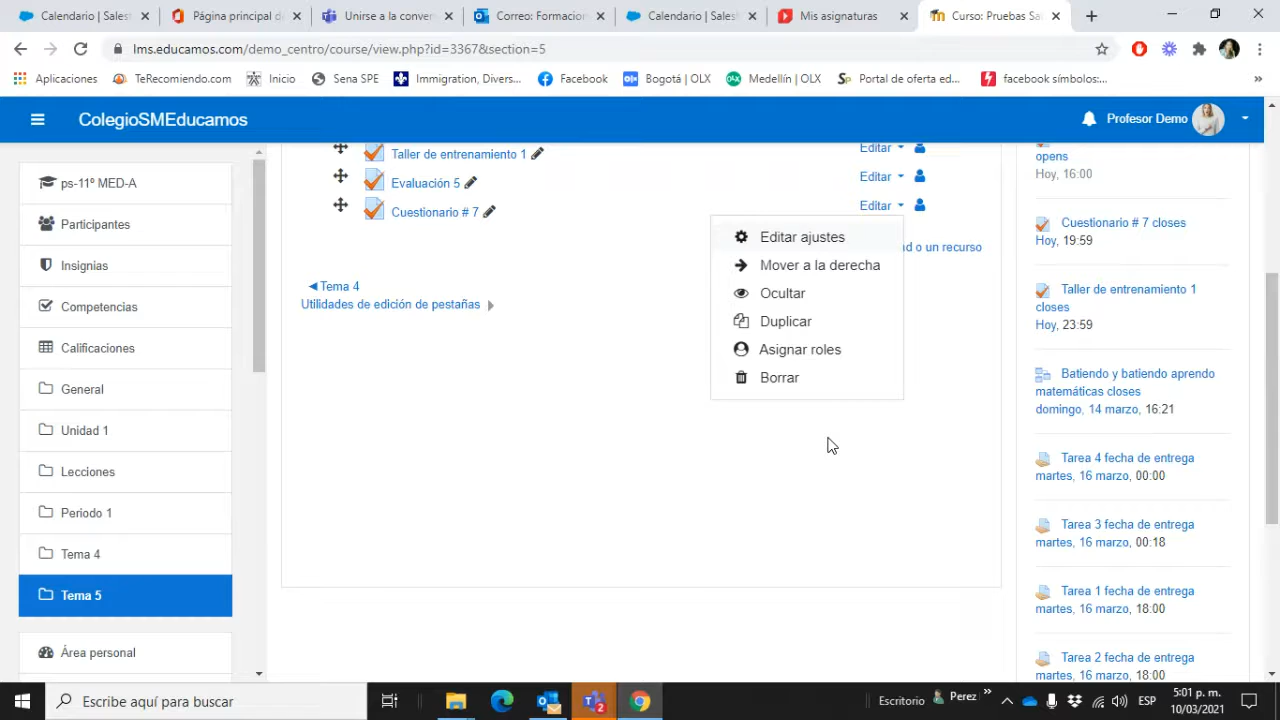 Calendario | Sales
Página principal d
Unirse a la conver
Correo: Formacion
Calendario | Sales
Mis asignaturas
Curso: Pruebas Sa
lms.educamos.com/demo_centro/course/view.php?id=3367&section=5
Aplicaciones
TeRecomiendo.com
Inicio
Sena SPE
Immigration, Divers...
Facebook
Bogotá | OLX
Medellín | OLX
Portal de oferta ed...
facebook símbolos:...
ColegioSMEducamos
Profesor Demo
ps-11º MED-A
Participantes
Insignias
Competencias
Calificaciones
General
Unidad 1
Lecciones
Periodo 1
Tema 4
Tema 5
Área personal
Taller de entrenamiento 1
Editar
Evaluación 5
Editar
Cuestionario # 7
Editar
Editar ajustes
Mover a la derecha
Ocultar
Duplicar
Asignar roles
Borrar
ad o un recurso
Tema 4
Utilidades de edición de pestañas
opens
Hoy, 16:00
Cuestionario # 7 closes
Hoy, 19:59
Taller de entrenamiento 1
closes
Hoy, 23:59
Batiendo y batiendo aprendo
matemáticas closes
domingo, 14 marzo, 16:21
Tarea 4 fecha de entrega
martes, 16 marzo, 00:00
Tarea 3 fecha de entrega
martes, 16 marzo, 00:18
Tarea 1 fecha de entrega
martes, 16 marzo, 18:00
Tarea 2 fecha de entrega
martes, 16 marzo, 18:00
Escribe aquí para buscar
Escritorio
Perez
ESP
5:01 p. m.
10/03/2021